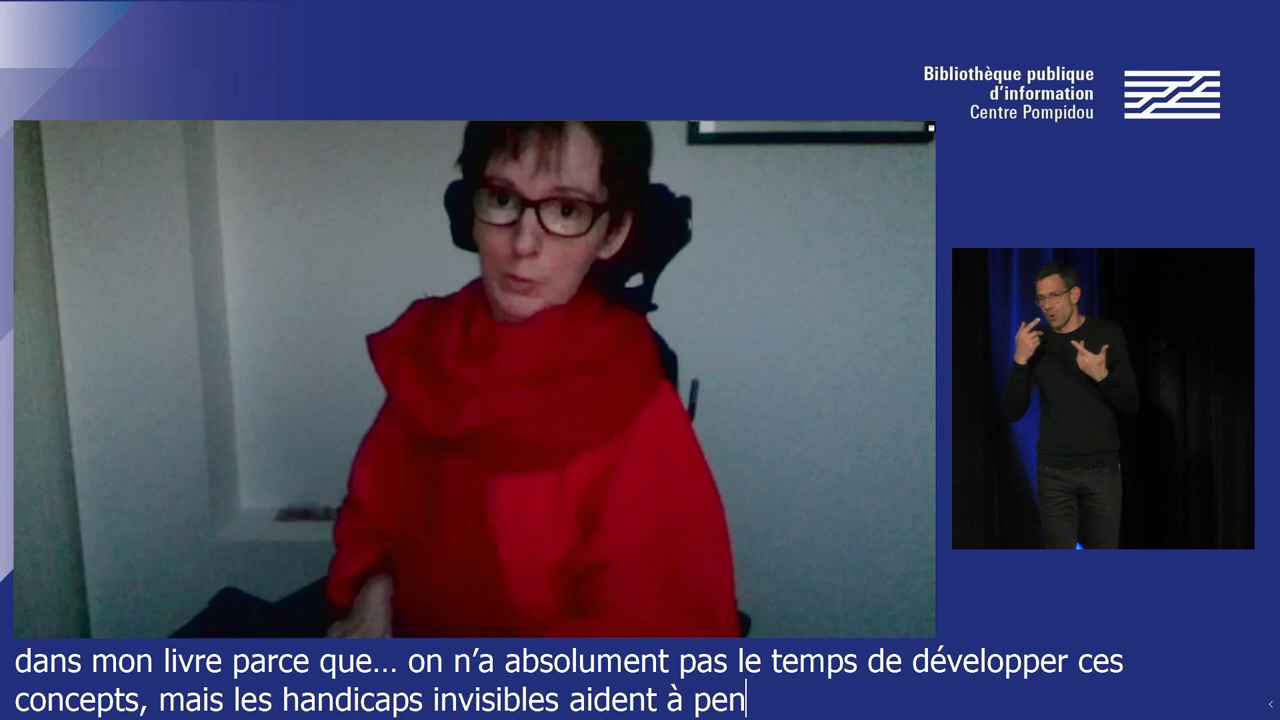 Bibliothèque publique
d’information
Centre Pompidou
dans mon livre parce que... on n’a absolument pas le temps de développer ces
concepts, mais les handicaps invisibles aident à pen